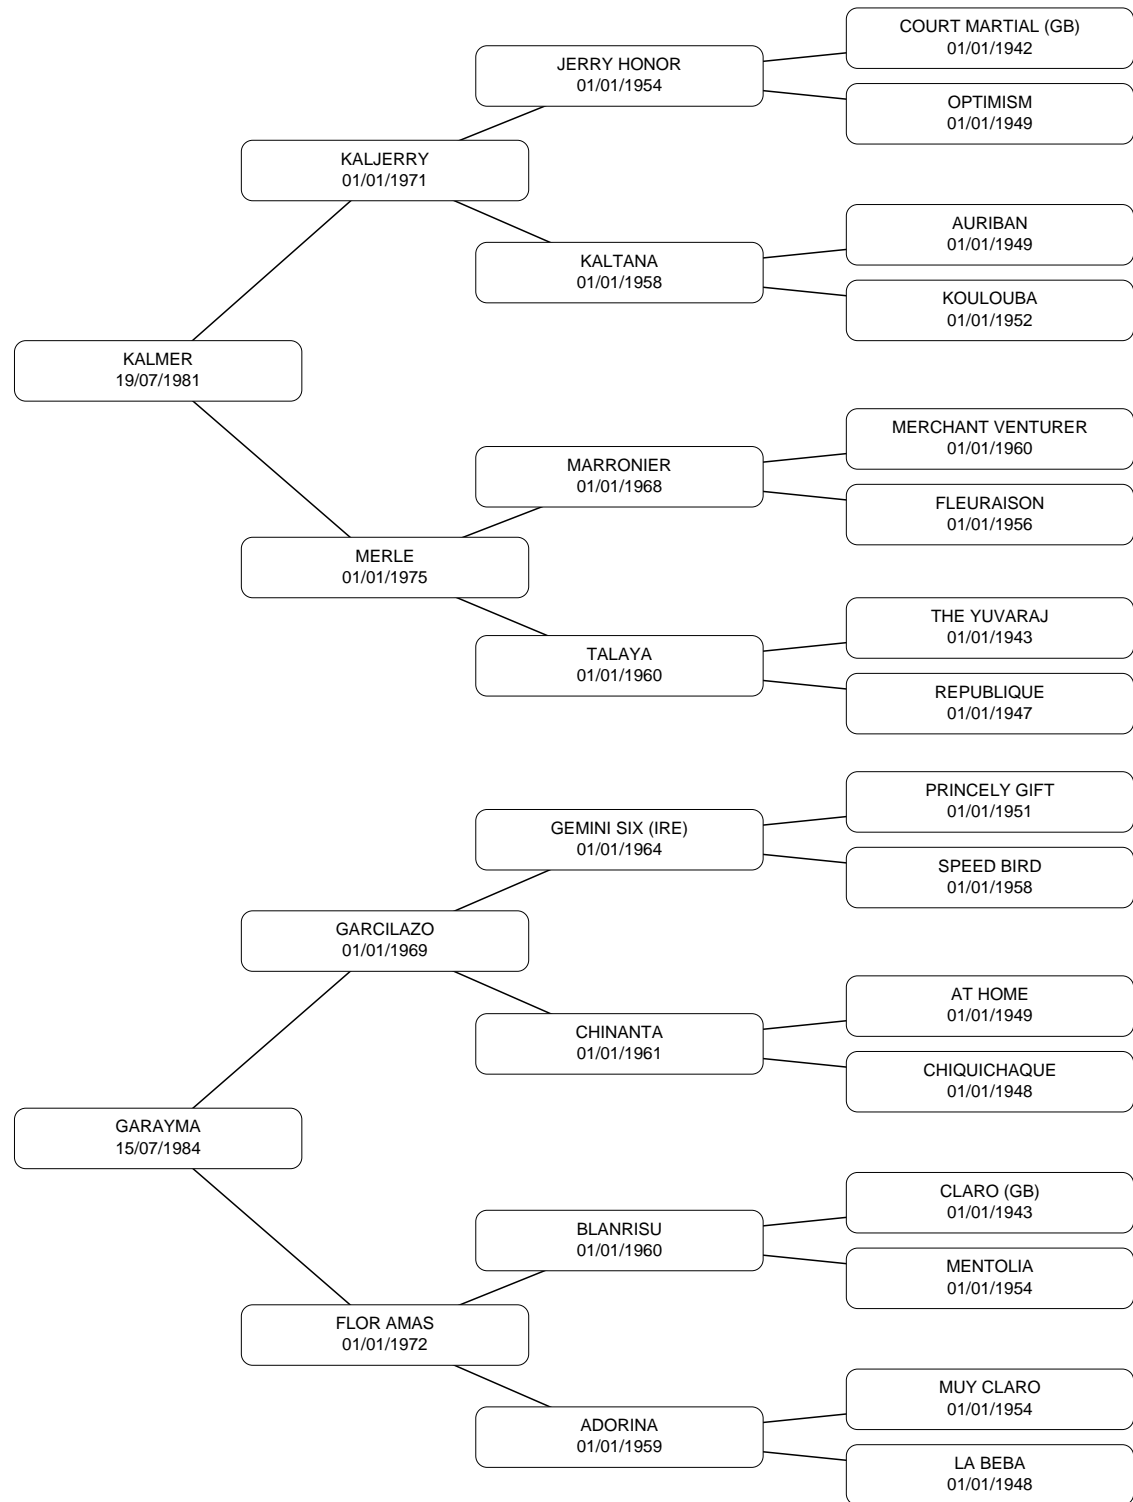 COURT MARTIAL (GB)
01/01/1942
JERRY HONOR
01/01/1954
OPTIMISM
01/01/1949
KALJERRY
01/01/1971
AURIBAN
01/01/1949
KALTANA
01/01/1958
KOULOUBA
01/01/1952
KALMER
19/07/1981
MERCHANT VENTURER
01/01/1960
MARRONIER
01/01/1968
FLEURAISON
01/01/1956
MERLE
01/01/1975
THE YUVARAJ
01/01/1943
TALAYA
01/01/1960
REPUBLIQUE
01/01/1947
PRINCELY GIFT
01/01/1951
GEMINI SIX (IRE)
01/01/1964
SPEED BIRD
01/01/1958
GARCILAZO
01/01/1969
AT HOME
01/01/1949
CHINANTA
01/01/1961
CHIQUICHAQUE
01/01/1948
GARAYMA
15/07/1984
CLARO (GB)
01/01/1943
BLANRISU
01/01/1960
MENTOLIA
01/01/1954
FLOR AMAS
01/01/1972
MUY CLARO
01/01/1954
ADORINA
01/01/1959
LA BEBA
01/01/1948